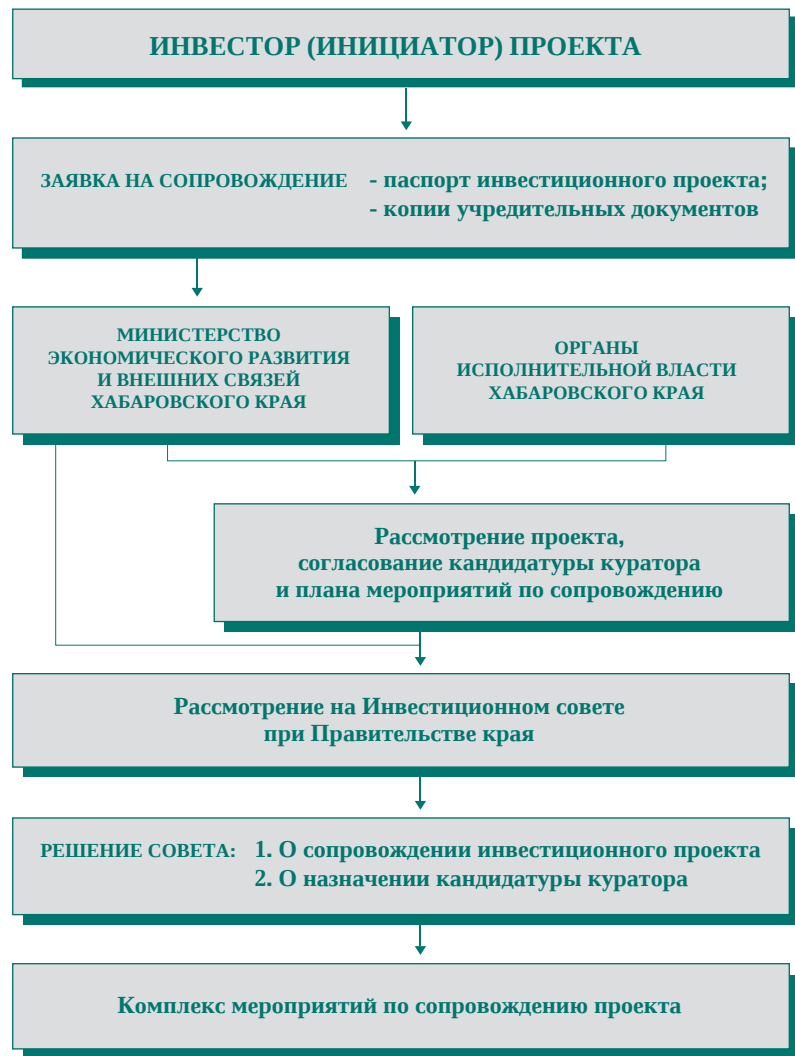 ИНВЕСТОР (ИНИЦИАТОР) ПРОЕКТА
ЗАЯВКА НА СОПРОВОЖДЕНИЕ - паспорт инвестиционного проекта;
- копии учредительных документов
МИНИСТЕРСТВО
ЭКОНОМИЧЕСКОГО РАЗВИТИЯ
И ВНЕШНИХ СВЯЗЕЙ
ХАБАРОВСКОГО КРАЯ
ОРГАНЫ
ИСПОЛНИТЕЛЬНОЙ ВЛАСТИ
ХАБАРОВСКОГО КРАЯ
Рассмотрение проекта,
согласование кандидатуры куратора
и плана мероприятий по сопровождению
Рассмотрение на Инвестиционном совете
при Правительстве края
РЕШЕНИЕ СОВЕТА: 1. О сопровождении инвестиционного проекта
2. О назначении кандидатуры куратора
Комплекс мероприятий по сопровождению проекта